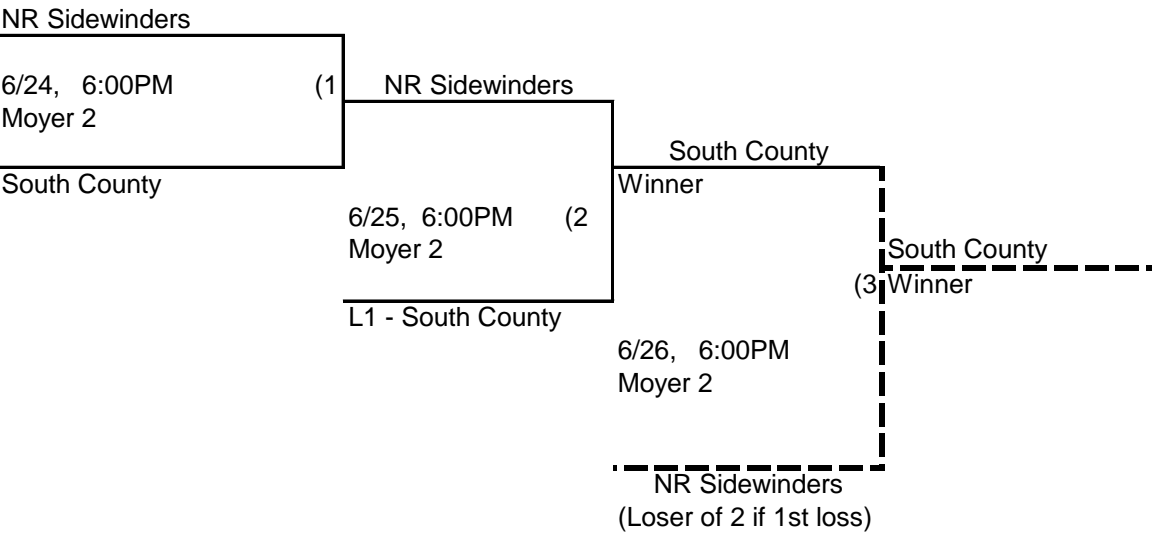 NR Sidewinders
6/24, 6:00PM (1
Moyer 2
South County
NR Sidewinders
6/25, 6:00PM (2
Moyer 2
L1 - South County
South County
Winner
6/26, 6:00PM
Moyer 2
(3
NR Sidewinders
(Loser of 2 if 1st loss)
South County
Winner